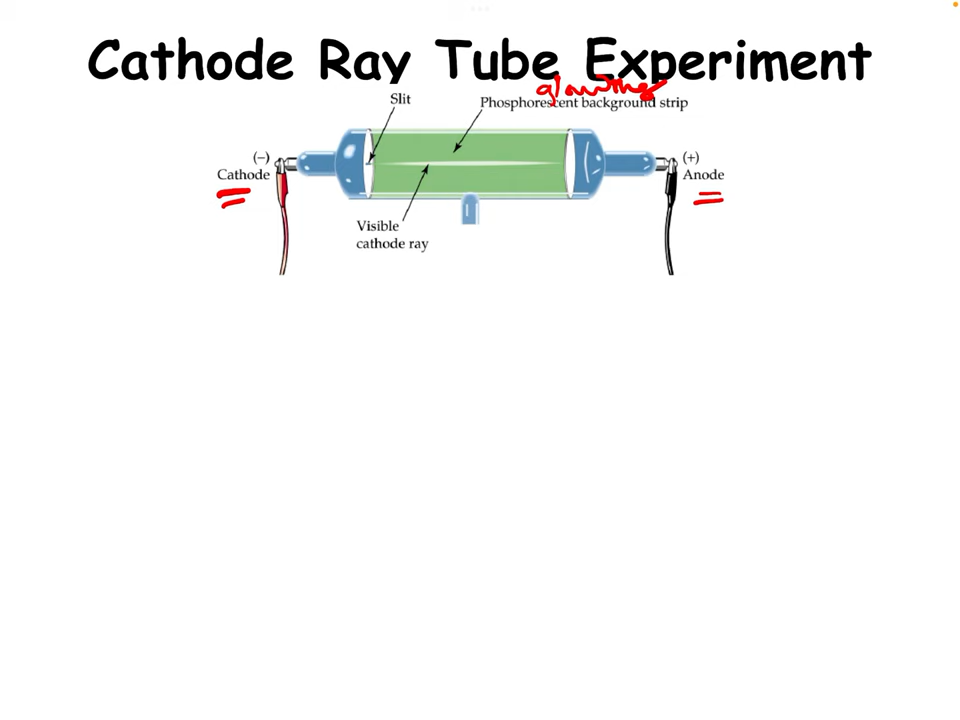 Cathode Ray Tube Experiment
glowing
Slit
Phosphorescent background strip
(–)
Cathode
(+)
Anode
Visible
cathode ray